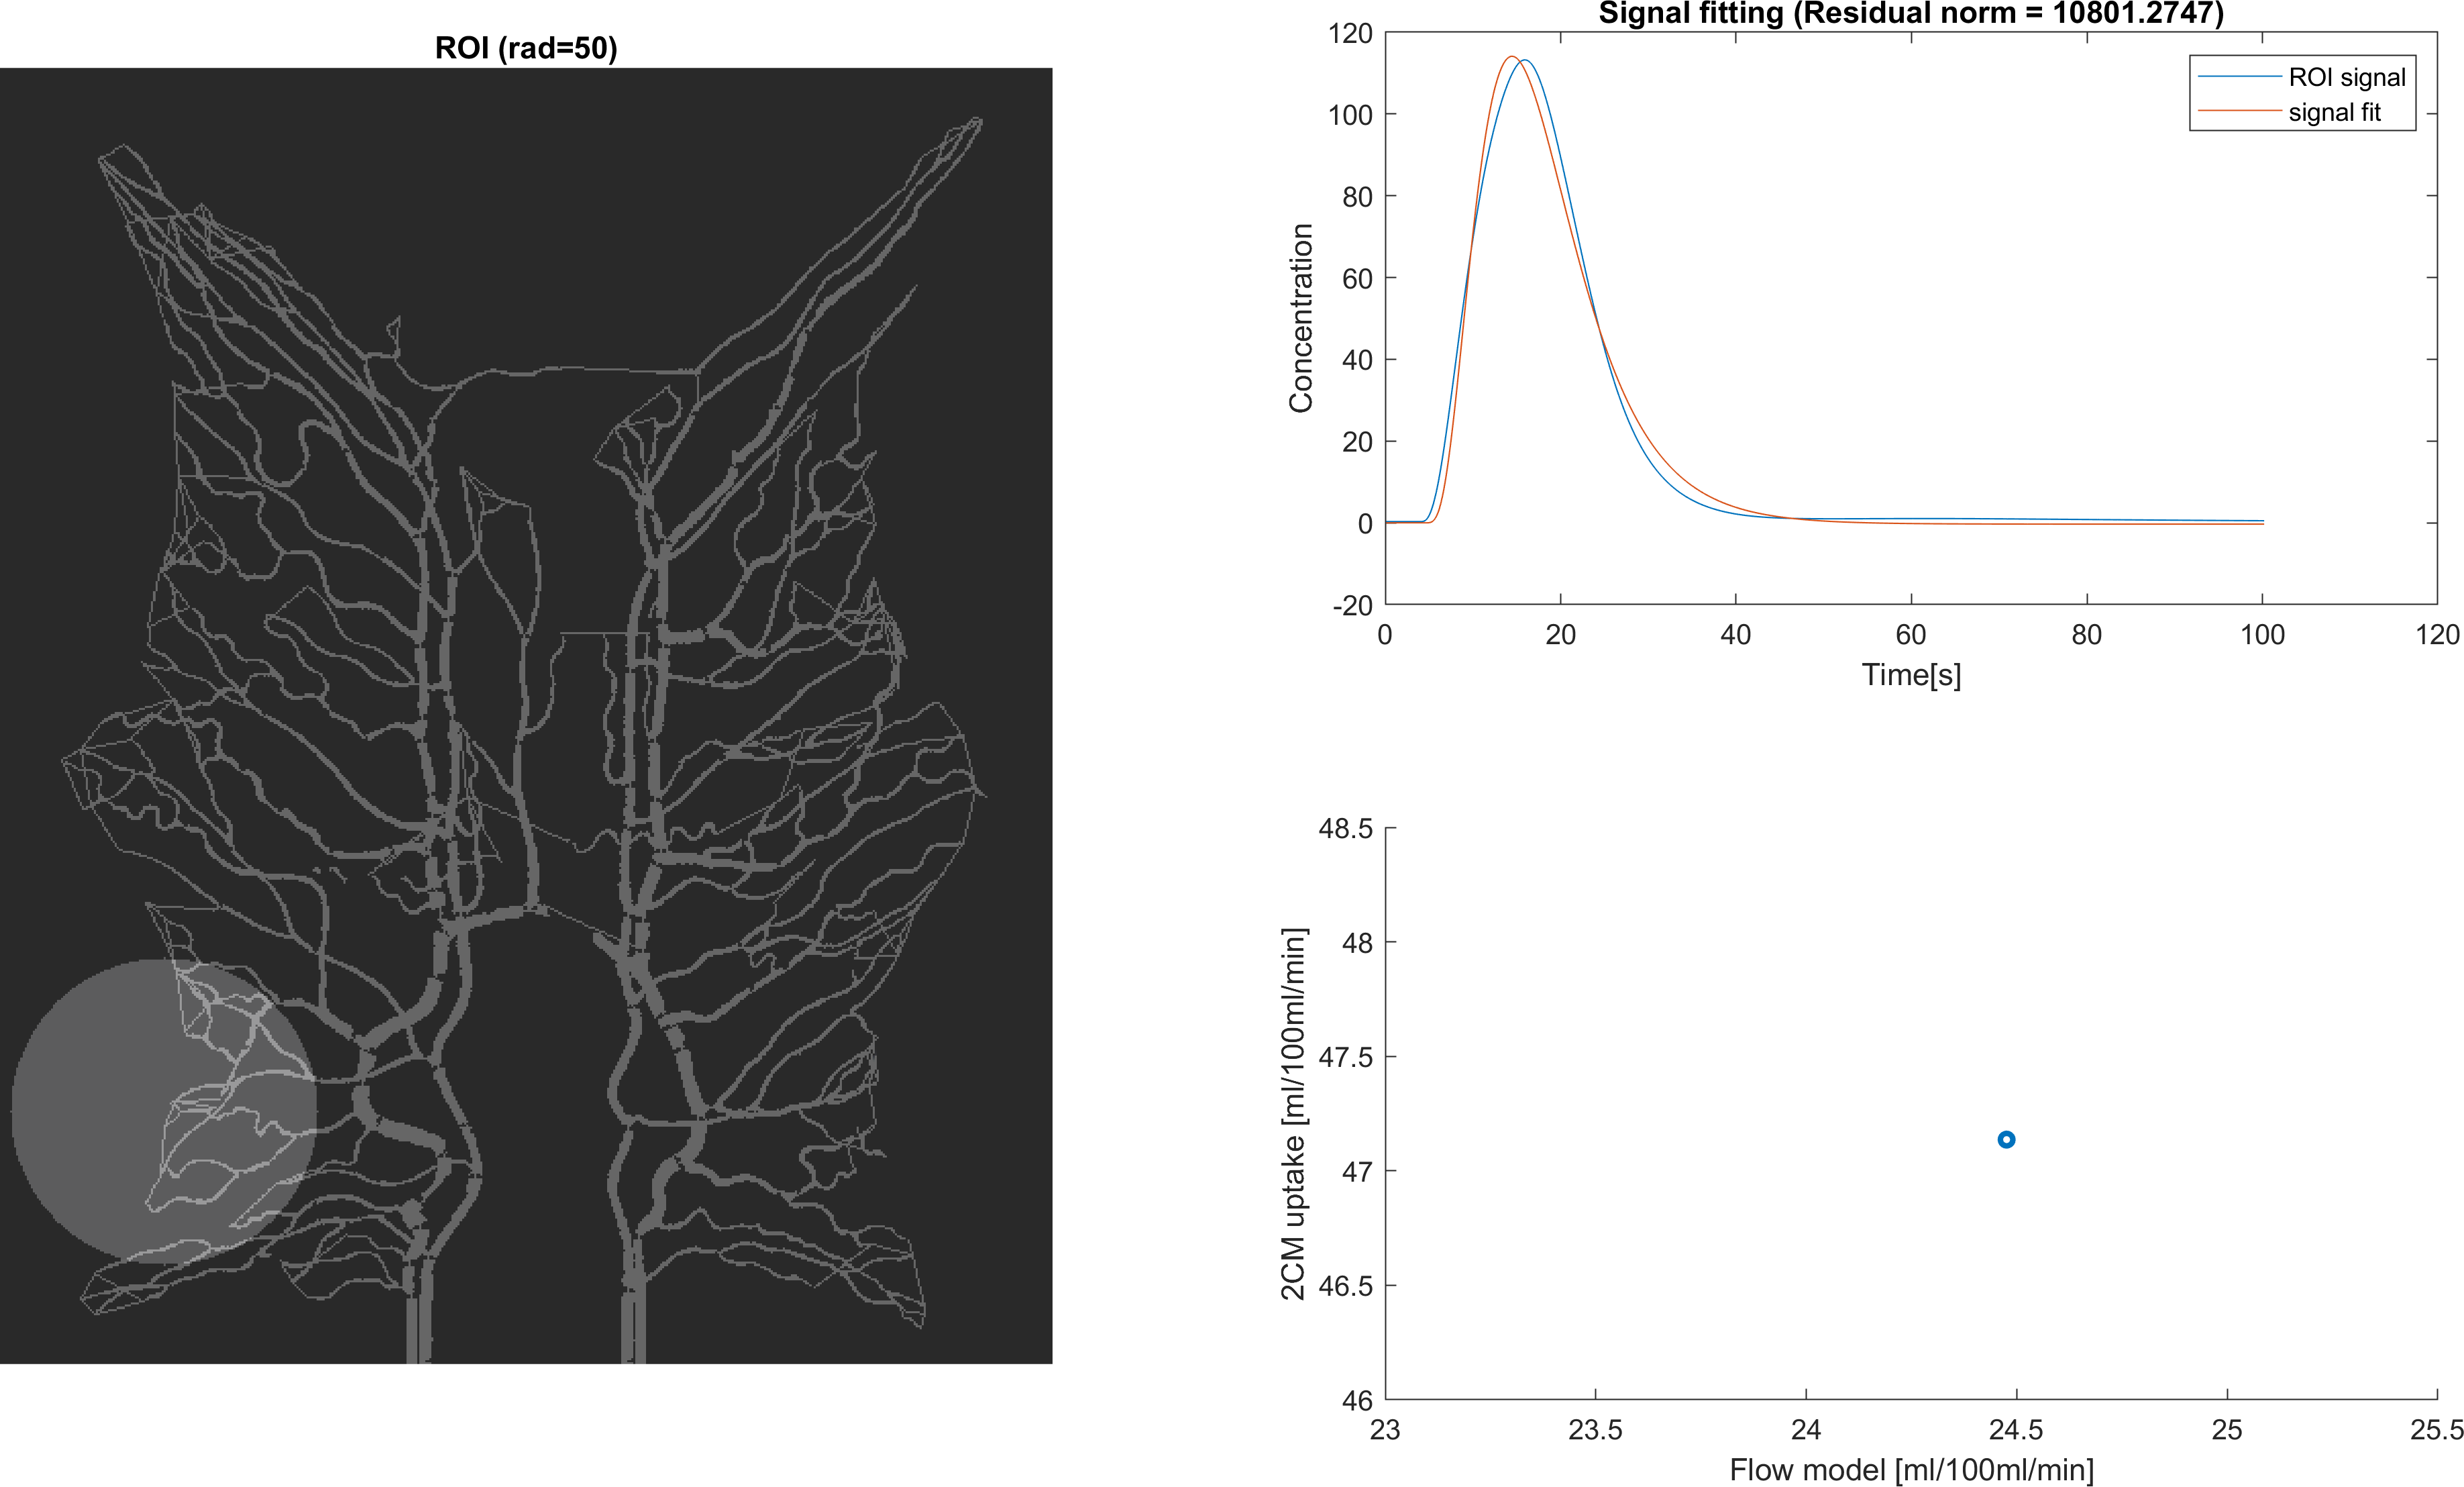 ROI (rad=50)
Signal fitting (Residual norm = 10801.2747)
120
100
80
60
40
20
0
-20
Concentration
0 20 40 60 80 100 120
Time[s]
ROI signal
signal fit
48.5
48
47.5
47
46.5
46
2CM uptake [ml/100ml/min]
23 23.5 24 24.5 25 25.5
Flow model [ml/100ml/min]